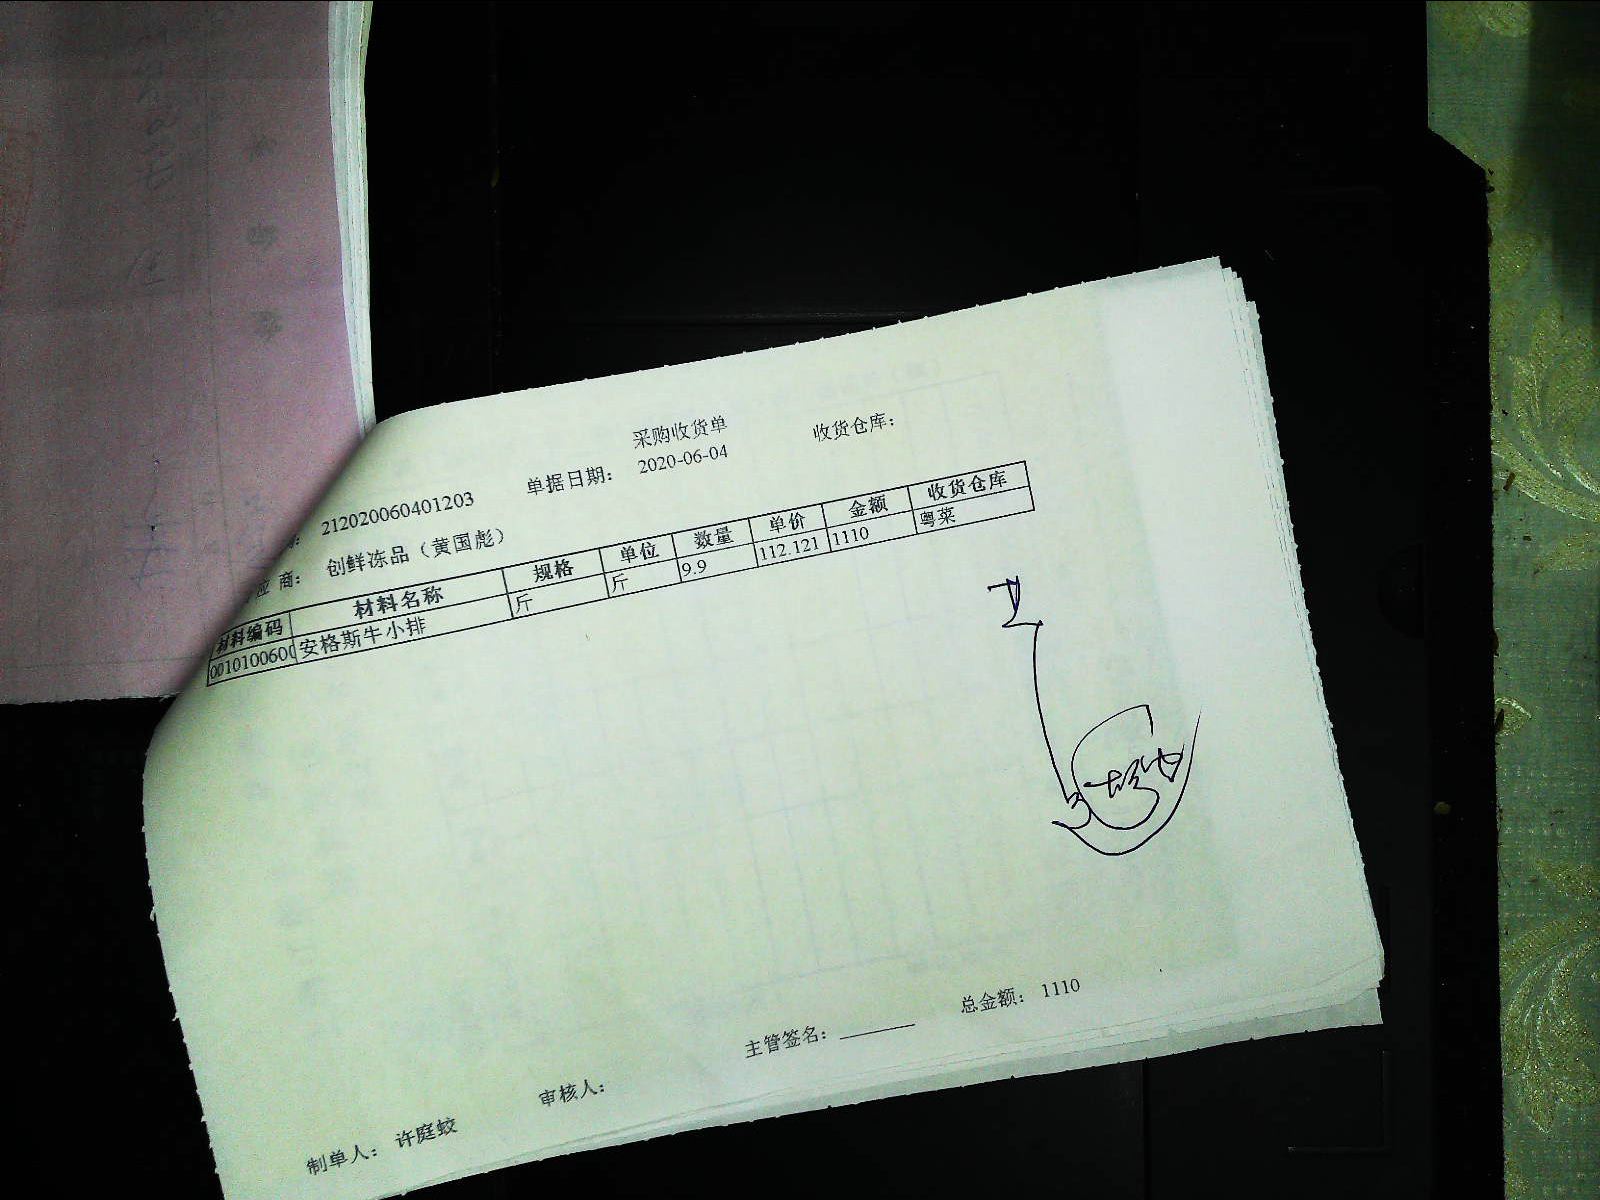 采购收货单
212020060401203 单据日期： 2020-06-04 收货仓库：
应 商： 创鲜冻品（黄国彪）
材料编码 材料名称 规格 单位 数量 单价 金额 收货仓库
0010100600 安格斯牛小排 斤 斤 9.9 112.121 1110 粤菜
主管签名： 总金额： 1110
制单人： 许庭蛟 审核人：